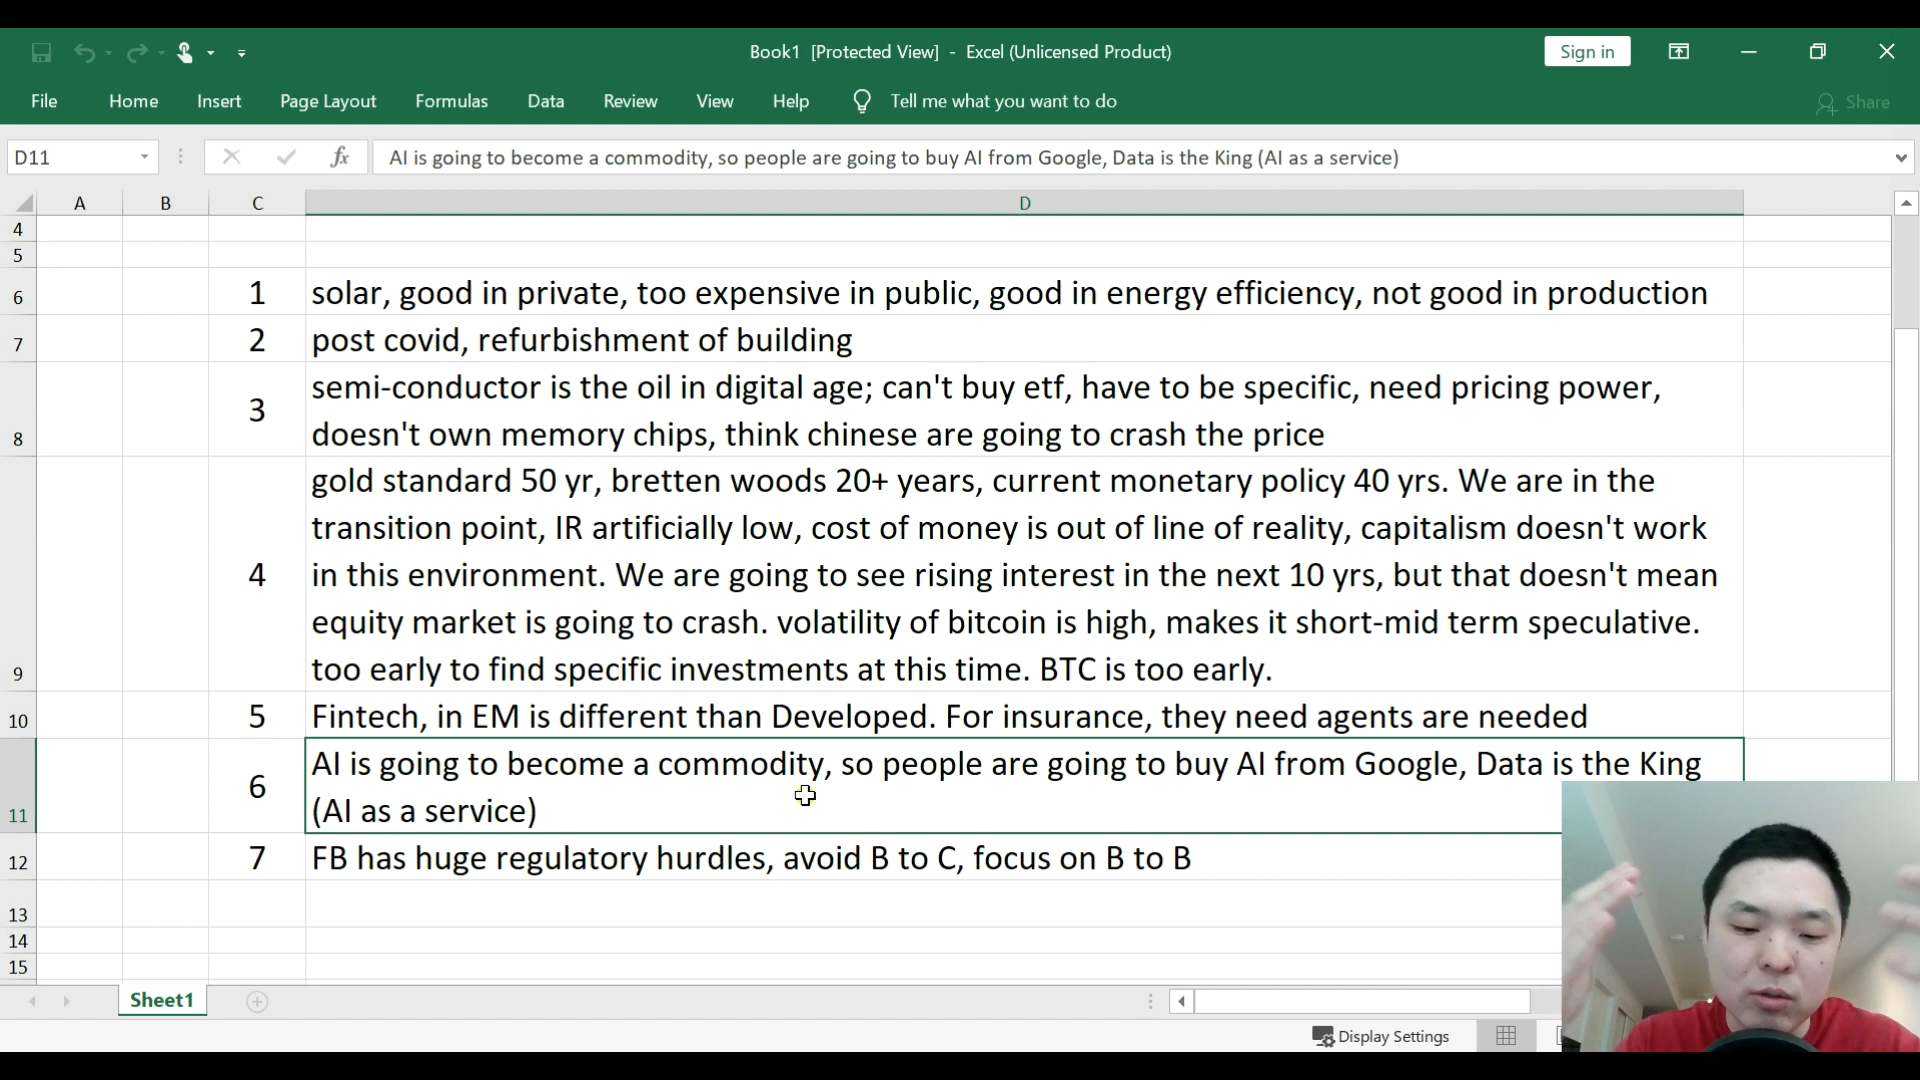 Book1 [Protected View] - Excel (Unlicensed Product)
Sign in
File Home Insert Page Layout Formulas Data Review View Help Tell me what you want to do Share
D11 fx AI is going to become a commodity, so people are going to buy AI from Google, Data is the King (AI as a service)
A B C D
4
5
6 1 solar, good in private, too expensive in public, good in energy efficiency, not good in production
7 2 post covid, refurbishment of building
8 3 semi-conductor is the oil in digital age; can't buy etf, have to be specific, need pricing power,
doesn't own memory chips, think chinese are going to crash the price
9 4 gold standard 50 yr, bretten woods 20+ years, current monetary policy 40 yrs. We are in the
transition point, IR artificially low, cost of money is out of line of reality, capitalism doesn't work
in this environment. We are going to see rising interest in the next 10 yrs, but that doesn't mean
equity market is going to crash. volatility of bitcoin is high, makes it short-mid term speculative.
too early to find specific investments at this time. BTC is too early.
10 5 Fintech, in EM is different than Developed. For insurance, they need agents are needed
11 6 AI is going to become a commodity, so people are going to buy AI from Google, Data is the King
(AI as a service)
12 7 FB has huge regulatory hurdles, avoid B to C, focus on B to B
13
14
15
Sheet1
Display Settings